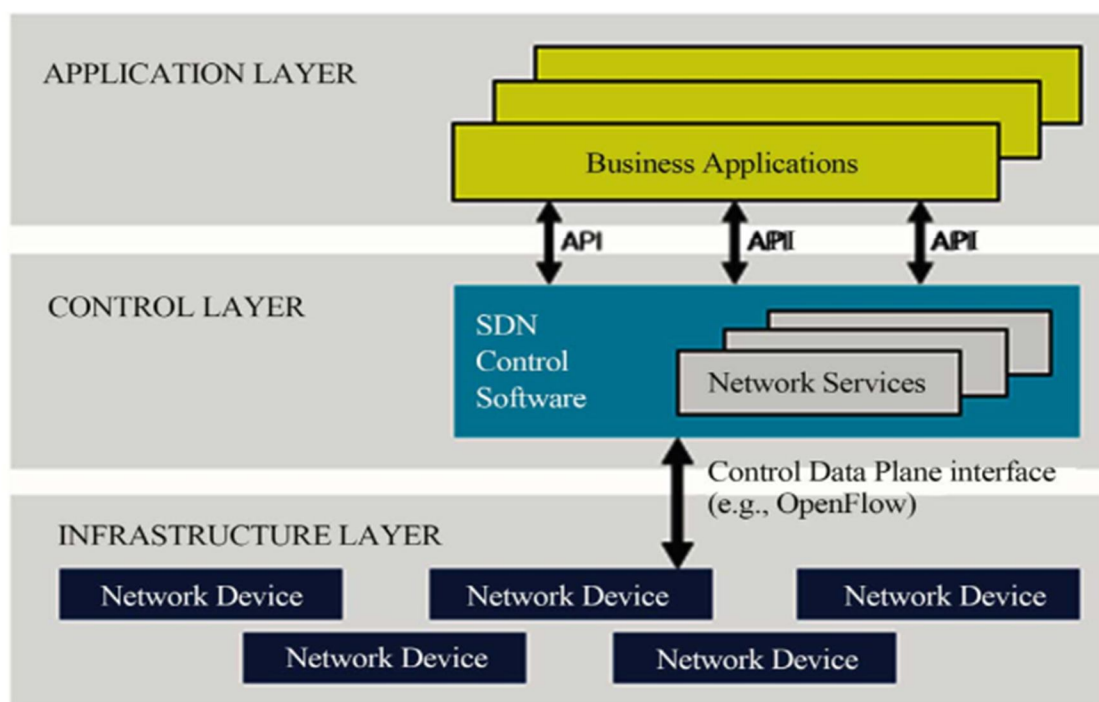 APPLICATION LAYER
Business Applications
API
API
API
CONTROL LAYER
SDN
Control
Software
Network Services
Control Data Plane interface
(e.g., OpenFlow)
INFRASTRUCTURE LAYER
Network Device
Network Device
Network Device
Network Device
Network Device